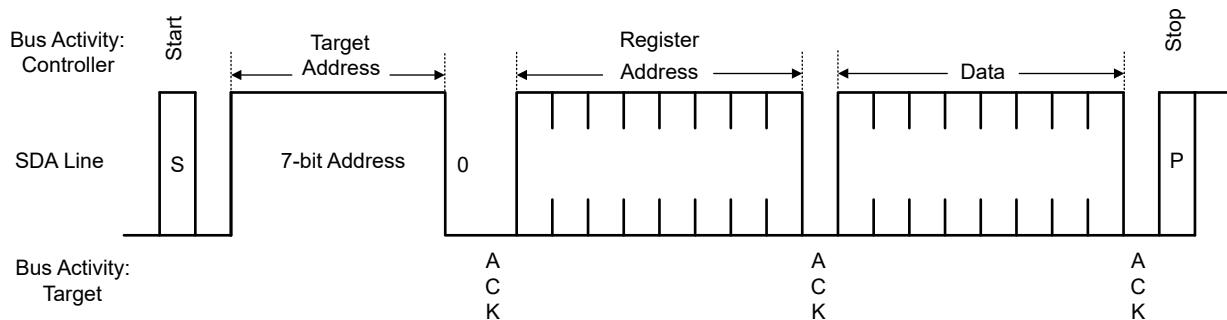 Bus Activity:
Controller
Start
Target
Address
Register
Address
Data
Stop
SDA Line
S
7-bit Address
0
P
Bus Activity:
Target
A
C
K
A
C
K
A
C
K